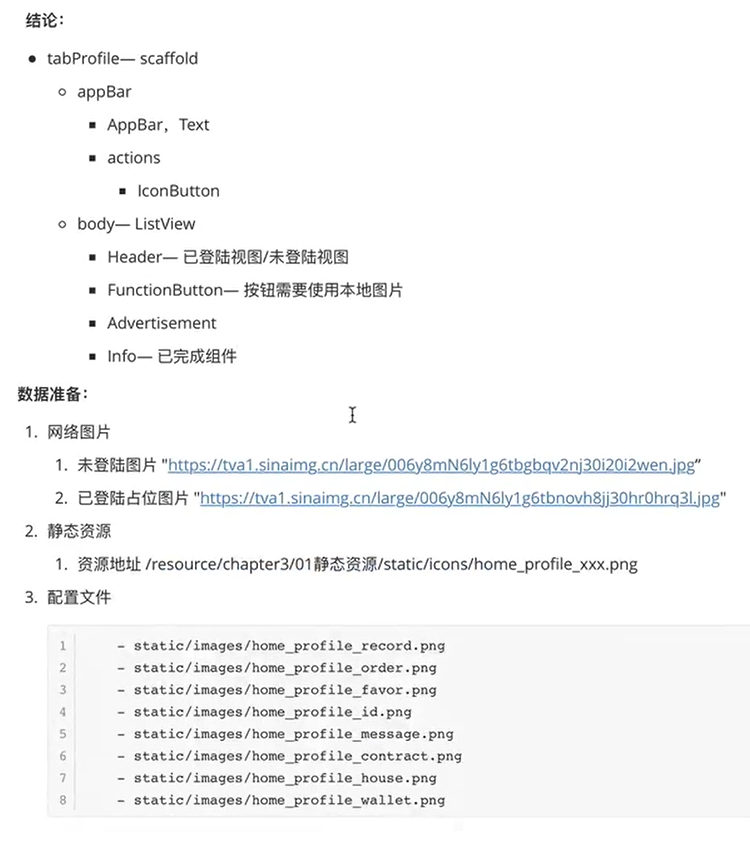 结论：
tabProfile— scaffold
appBar
AppBar，Text
actions
IconButton
body— ListView
Header— 已登陆视图/未登陆视图
FunctionButton— 按钮需要使用本地图片
Advertisement
Info— 已完成组件
数据准备：
1. 网络图片
1. 未登陆图片 "https://tva1.sinaimg.cn/large/006y8mN6ly1g6tbgbqv2nj30i20i2wen.jpg”
2. 已登陆占位图片 "https://tva1.sinaimg.cn/large/006y8mN6ly1g6tbnovh8jj30hr0hrq3l.jpg"
2. 静态资源
1. 资源地址 /resource/chapter3/01静态资源/static/icons/home_profile_xxx.png
3. 配置文件
1 - static/images/home_profile_record.png
2 - static/images/home_profile_order.png
3 - static/images/home_profile_favor.png
4 - static/images/home_profile_id.png
5 - static/images/home_profile_message.png
6 - static/images/home_profile_contract.png
7 - static/images/home_profile_house.png
8 - static/images/home_profile_wallet.png